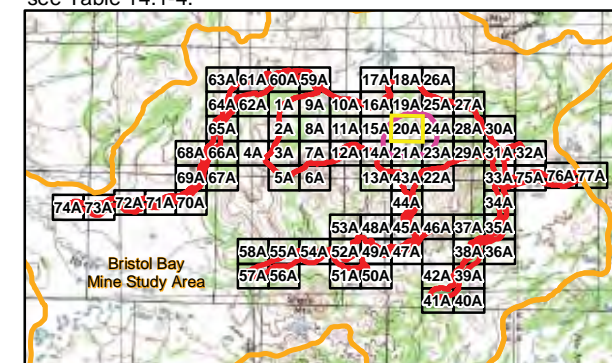 see Table 14.1-4.
63A 61A 60A 59A 17A 18A 26A
64A 62A 1A 9A 10A 16A 19A 25A 27A
65A 2A 8A 11A 15A 20A 24A 28A 30A
68A 66A 4A 3A 7A 12A 14A 21A 23A 29A 31A 32A
69A 67A 5A 6A 13A 43A 22A 33A 75A 76A 77A
74A 73A 72A 71A 70A 44A 34A
53A 48A 45A 46A 37A 35A
58A 55A 54A 52A 49A 47A 38A 36A
57A 56A 51A 50A 42A 39A
41A 40A
Bristol Bay
Mine Study Area